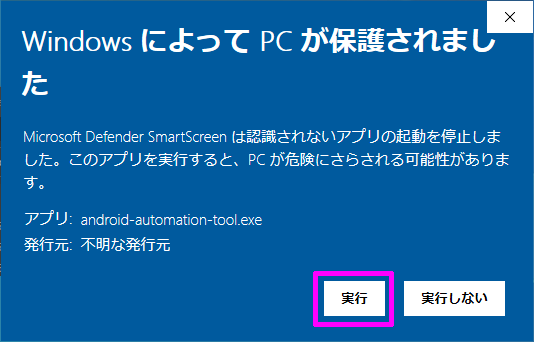 Windows によって PC が保護されまし
た
Microsoft Defender SmartScreen は認識されないアプリの起動を停止しま
した。このアプリを実行すると、PC が危険にさらされる可能性がありま
す。
アプリ: android-automation-tool.exe
発行元: 不明な発行元
実行 実行しない